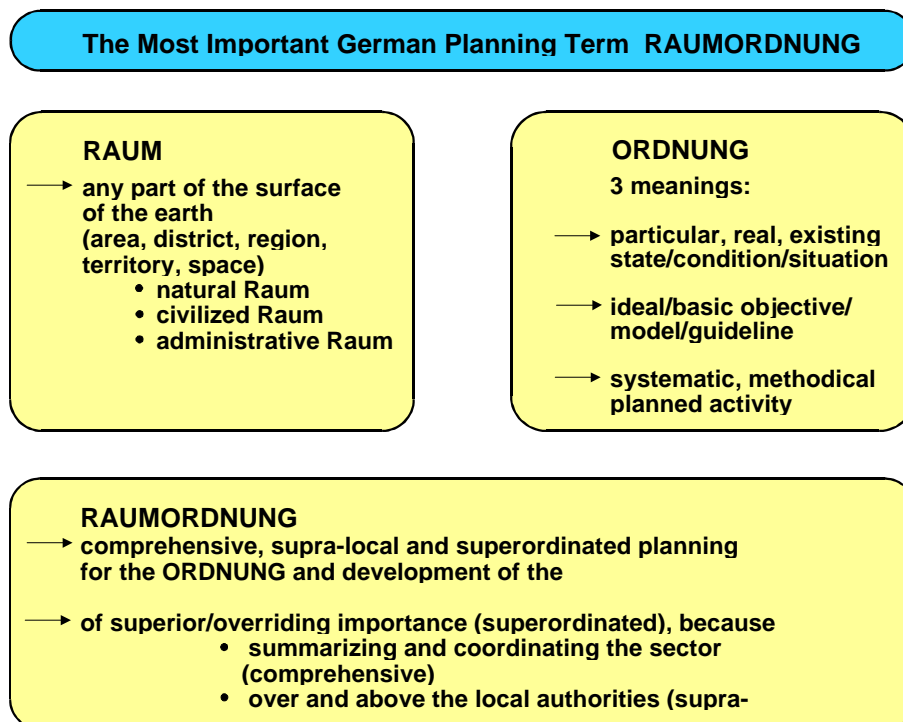 The Most Important German Planning Term RAUMORDNUNG
RAUM
any part of the surface
of the earth
(area, district, region,
territory, space)
• natural Raum
• civilized Raum
• administrative Raum
ORDNUNG
3 meanings:
particular, real, existing
state/condition/situation
ideal/basic objective/
model/guideline
systematic, methodical
planned activity
RAUMORDNUNG
comprehensive, supra-local and superordinated planning
for the ORDNUNG and development of the
of superior/overriding importance (superordinated), because
• summarizing and coordinating the sector
(comprehensive)
• over and above the local authorities (supra-